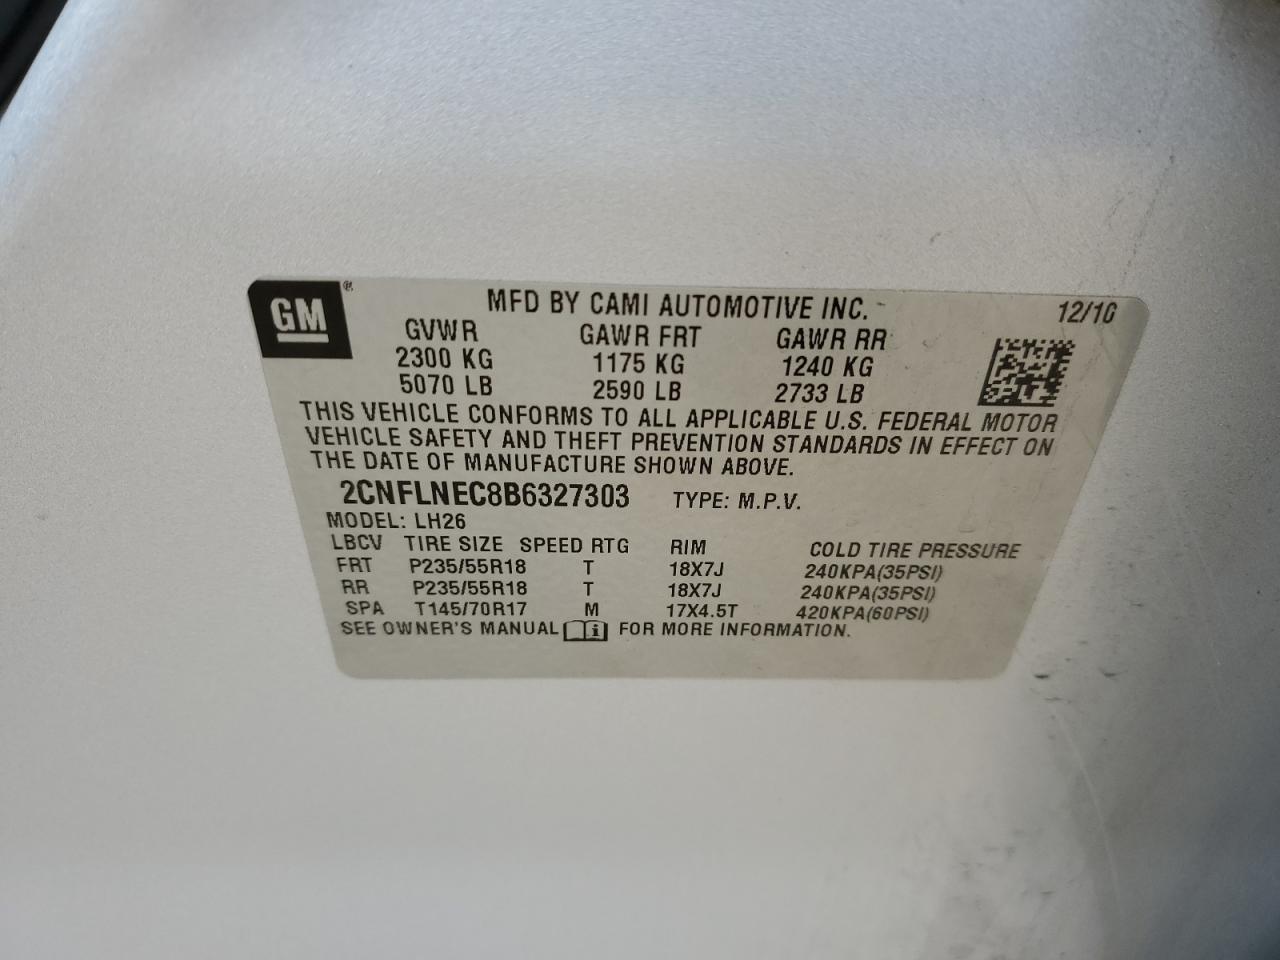 GM® MFD BY CAMI AUTOMOTIVE INC. 12/10
GVWR GAWR FRT GAWR RR
2300 KG 1175 KG 1240 KG
5070 LB 2590 LB 2733 LB
THIS VEHICLE CONFORMS TO ALL APPLICABLE U.S. FEDERAL MOTOR
VEHICLE SAFETY AND THEFT PREVENTION STANDARDS IN EFFECT ON
THE DATE OF MANUFACTURE SHOWN ABOVE.
2CNFLNEC8B6327303 TYPE: M.P.V.
MODEL: LH26
LBCV TIRE SIZE SPEED RTG RIM COLD TIRE PRESSURE
FRT P235/55R18 T 18X7J 240KPA(35PSI)
RR P235/55R18 T 18X7J 240KPA(35PSI)
SPA T145/70R17 M 17X4.5T 420KPA(60PSI)
SEE OWNER'S MANUAL i FOR MORE INFORMATION.